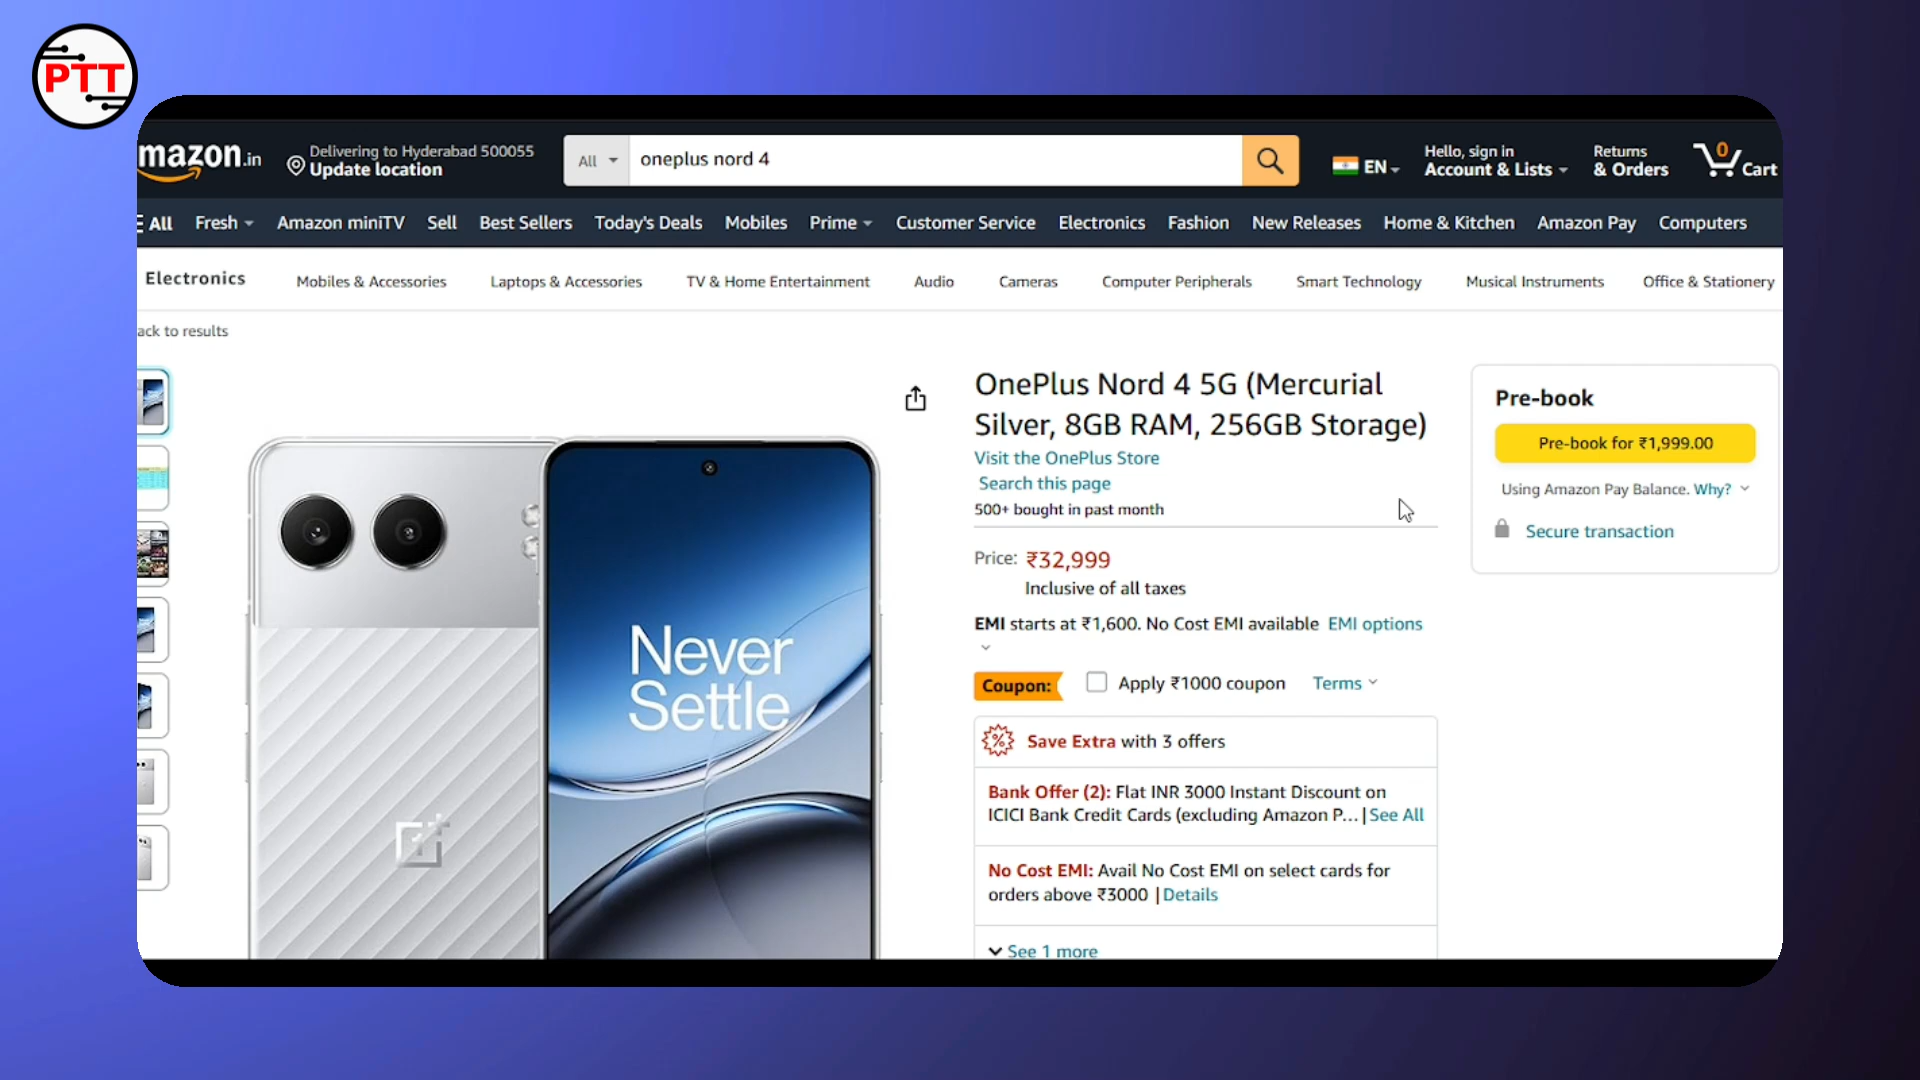 PTT
mazon.in
Delivering to Hyderabad 500055
Update location
All
oneplus nord 4
EN
Hello, sign in
Account & Lists
Returns
& Orders
0
Cart
All
Fresh
Amazon miniTV
Sell
Best Sellers
Today's Deals
Mobiles
Prime
Customer Service
Electronics
Fashion
New Releases
Home & Kitchen
Amazon Pay
Computers
Electronics
Mobiles & Accessories
Laptops & Accessories
TV & Home Entertainment
Audio
Cameras
Computer Peripherals
Smart Technology
Musical Instruments
Office & Stationery
ack to results
Never
Settle
OnePlus Nord 4 5G (Mercurial
Silver, 8GB RAM, 256GB Storage)
Visit the OnePlus Store
Search this page
500+ bought in past month
Price: ₹32,999
Inclusive of all taxes
EMI starts at ₹1,600. No Cost EMI available EMI options
Coupon: Apply ₹1000 coupon Terms
Save Extra with 3 offers
Bank Offer (2): Flat INR 3000 Instant Discount on
ICICI Bank Credit Cards (excluding Amazon P... | See All
No Cost EMI: Avail No Cost EMI on select cards for
orders above ₹3000 | Details
See 1 more
Pre-book
Pre-book for ₹1,999.00
Using Amazon Pay Balance. Why?
Secure transaction